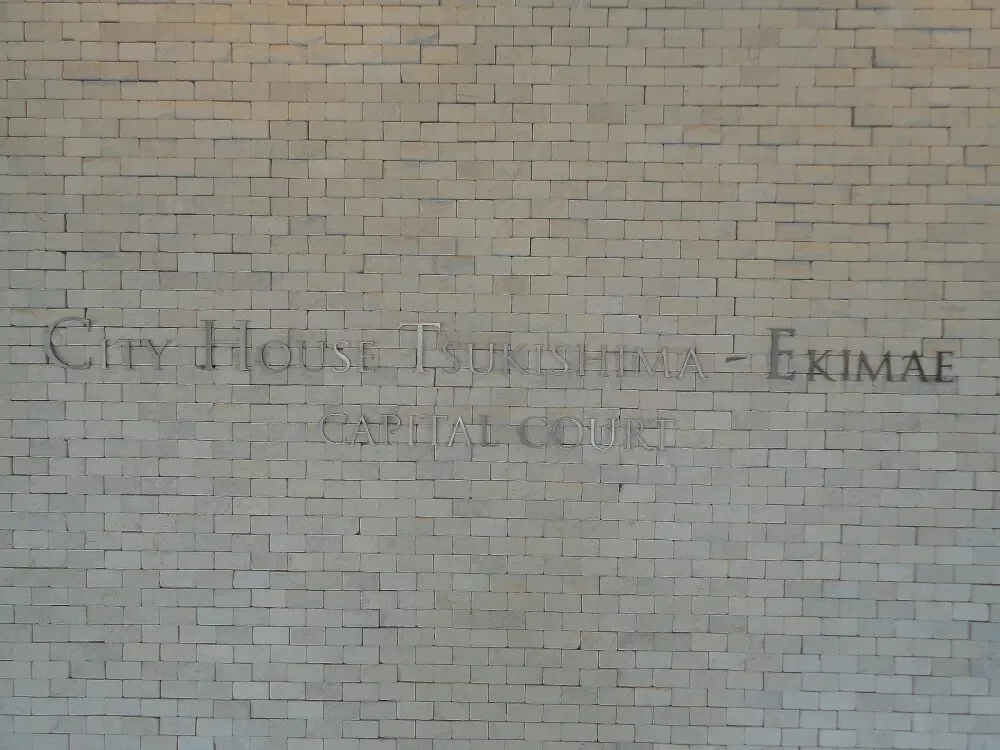 CITY HOUSE TSUKISHIMA - EKIMAE
CAPITAL COURT